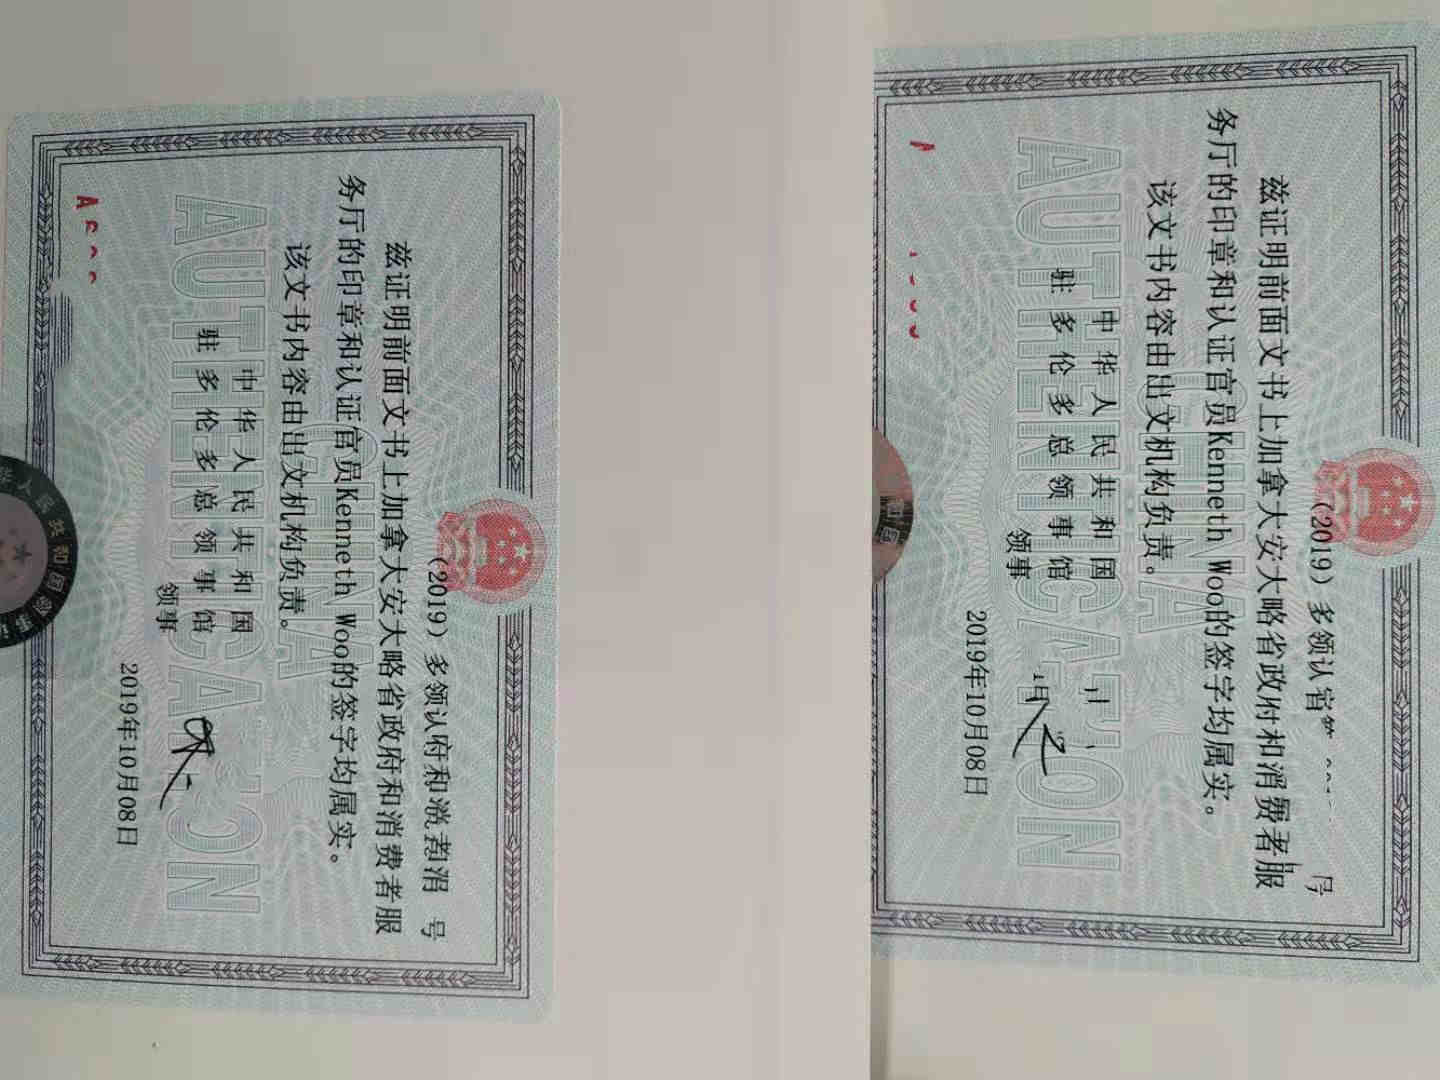 （2019）多领认 号
兹证明前面文书上加拿大安大略省政府和消费者服
务厅的印章和认证官员Kenneth Woo的签字均属实。
该文书内容由出文机构负责。
中华人民共和国
驻多伦多总领事馆
领事
2019年10月08日
CHINA
AUTHENTICATION
（2019）多领认 号
兹证明前面文书上加拿大安大略省政府和消费者服
务厅的印章和认证官员Kenneth Woo的签字均属实。
该文书内容由出文机构负责。
中华人民共和国
驻多伦多总领事馆
领事
2019年10月08日
CHINA
AUTHENTICATION
A